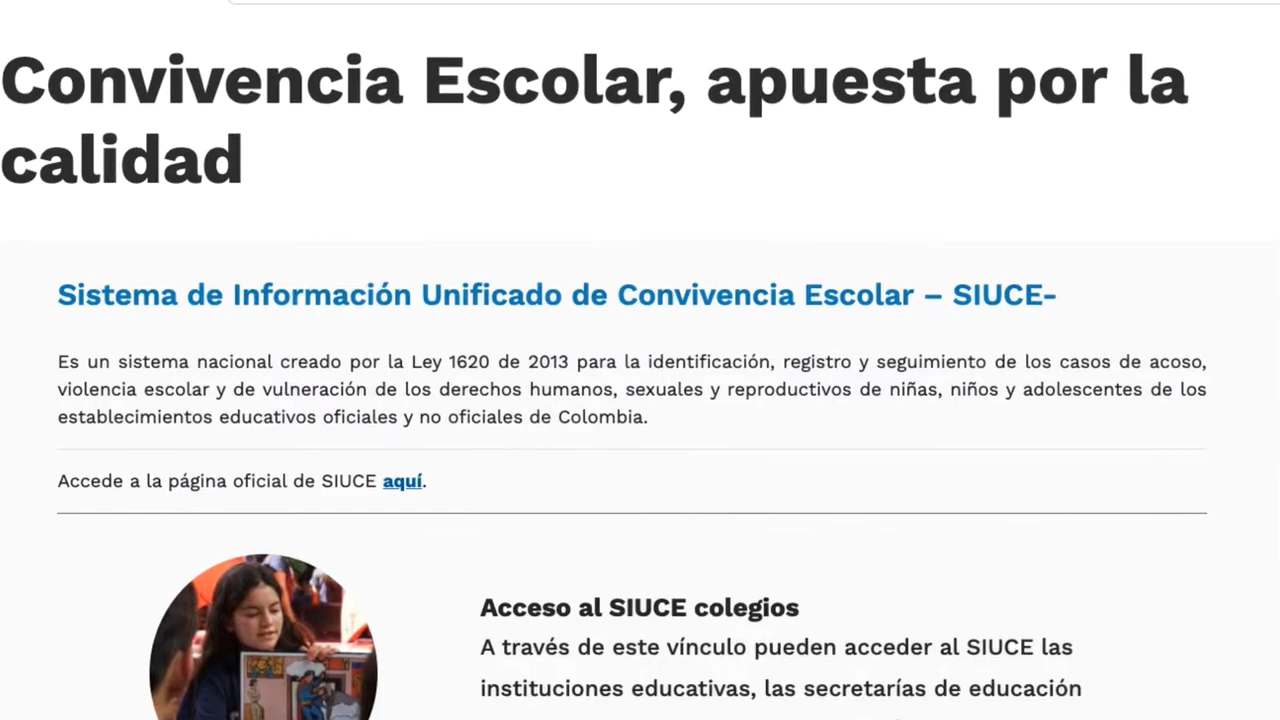 Convivencia Escolar, apuesta por la
calidad
Sistema de Información Unificado de Convivencia Escolar – SIUCE-
Es un sistema nacional creado por la Ley 1620 de 2013 para la identificación, registro y seguimiento de los casos de acoso,
violencia escolar y de vulneración de los derechos humanos, sexuales y reproductivos de niñas, niños y adolescentes de los
establecimientos educativos oficiales y no oficiales de Colombia.
Accede a la página oficial de SIUCE aquí.
Acceso al SIUCE colegios
A través de este vínculo pueden acceder al SIUCE las
instituciones educativas, las secretarías de educación